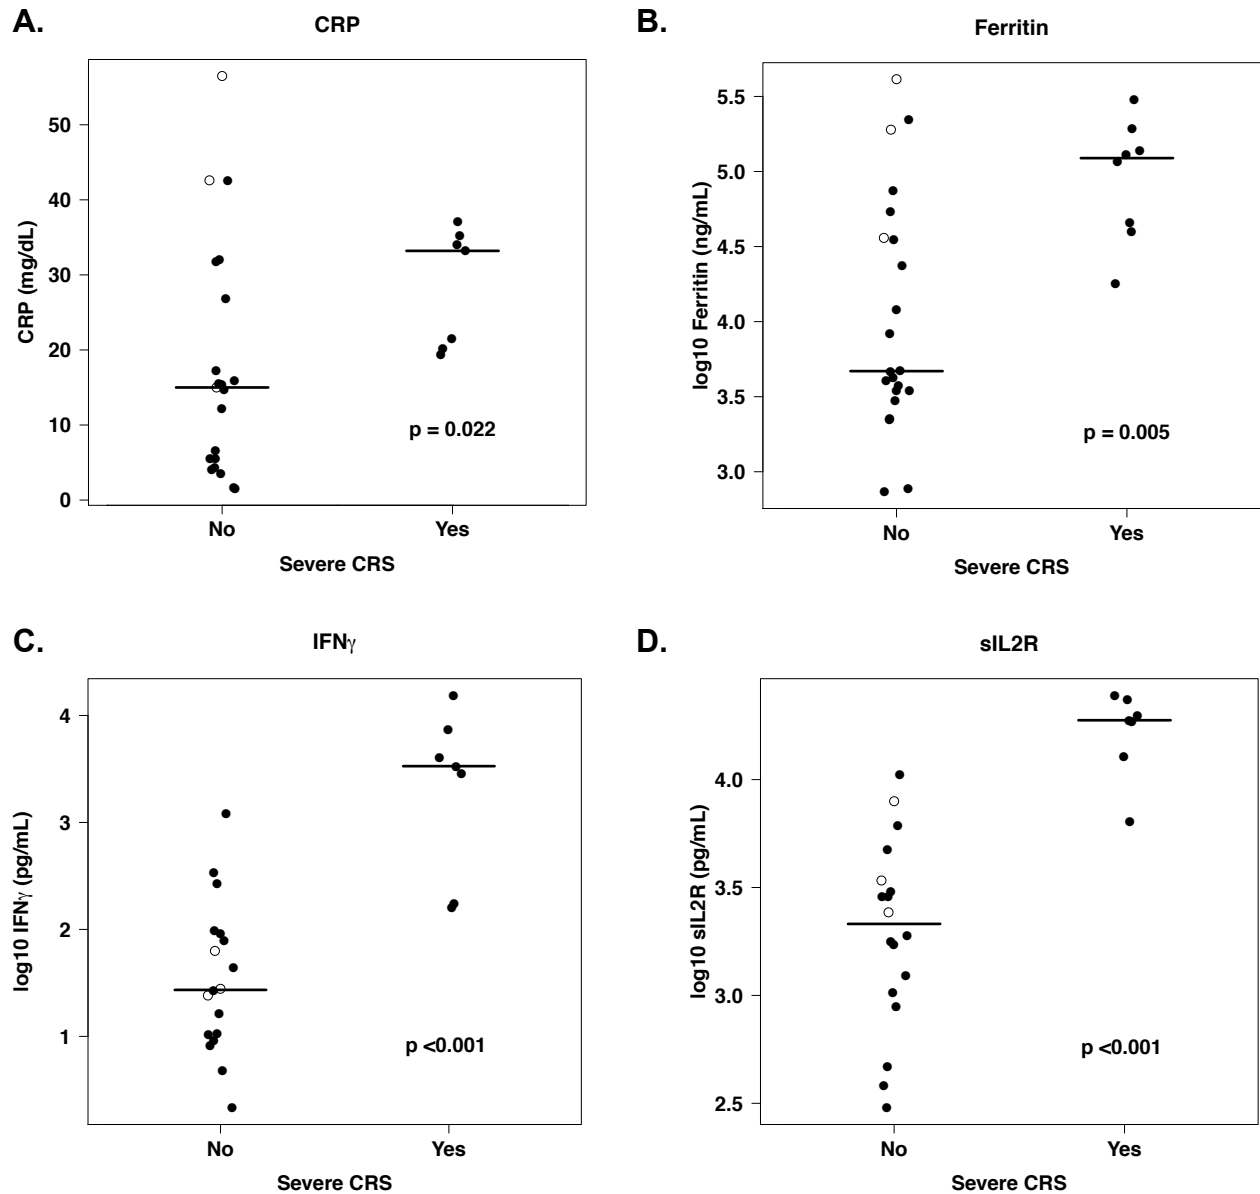 A.
CRP
50
40
30
20
10
0
CRP (mg/dL)
p = 0.022
No
Yes
Severe CRS
B.
Ferritin
5.5
5.0
4.5
4.0
3.5
3.0
log10 Ferritin (ng/mL)
p = 0.005
No
Yes
Severe CRS
C.
IFNγ
4
3
2
1
log10 IFNγ (pg/mL)
p <0.001
No
Yes
Severe CRS
D.
sIL2R
4.0
3.5
3.0
2.5
log10 sIL2R (pg/mL)
p <0.001
No
Yes
Severe CRS